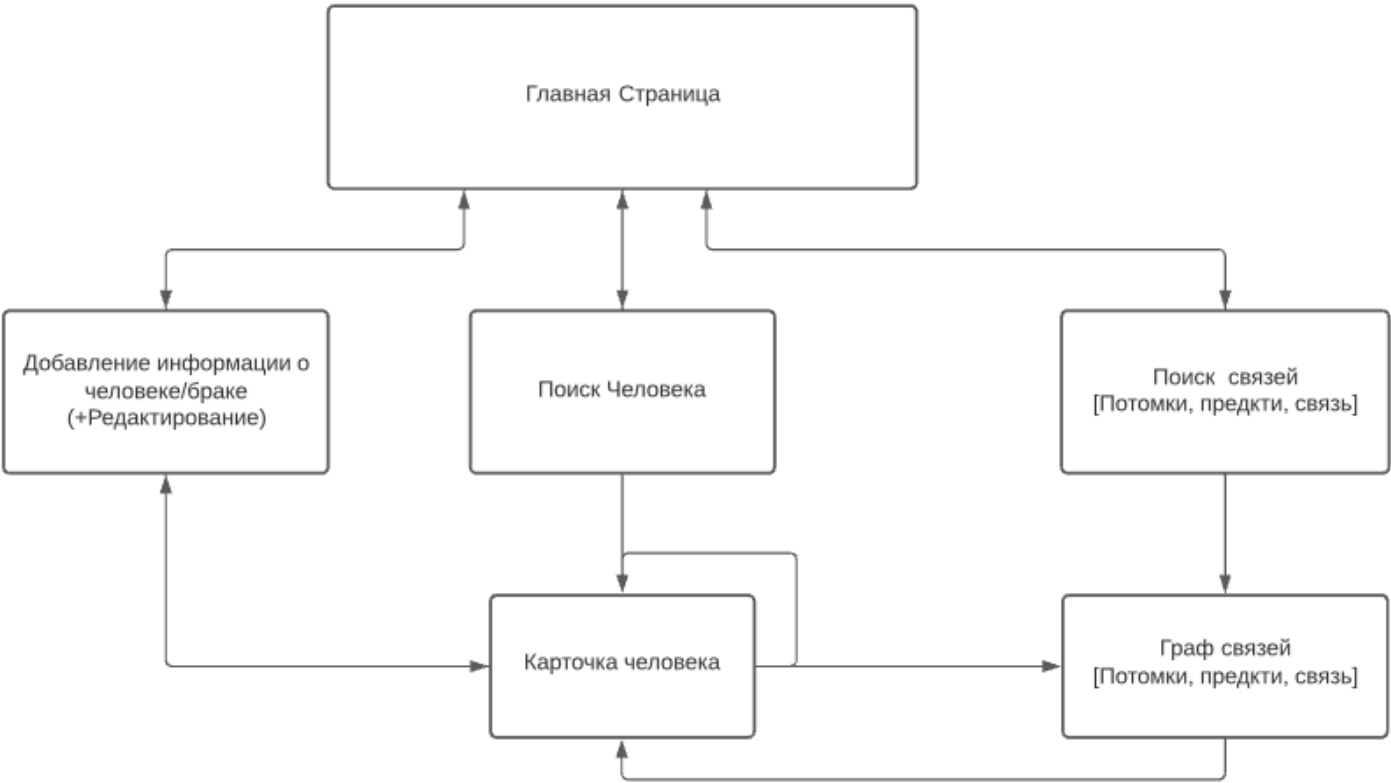 Главная Страница
Добавление информации о
человеке/браке
(+Редактирование)
Поиск Человека
Поиск связей
[Потомки, предкти, связь]
Карточка человека
Граф связей
[Потомки, предкти, связь]